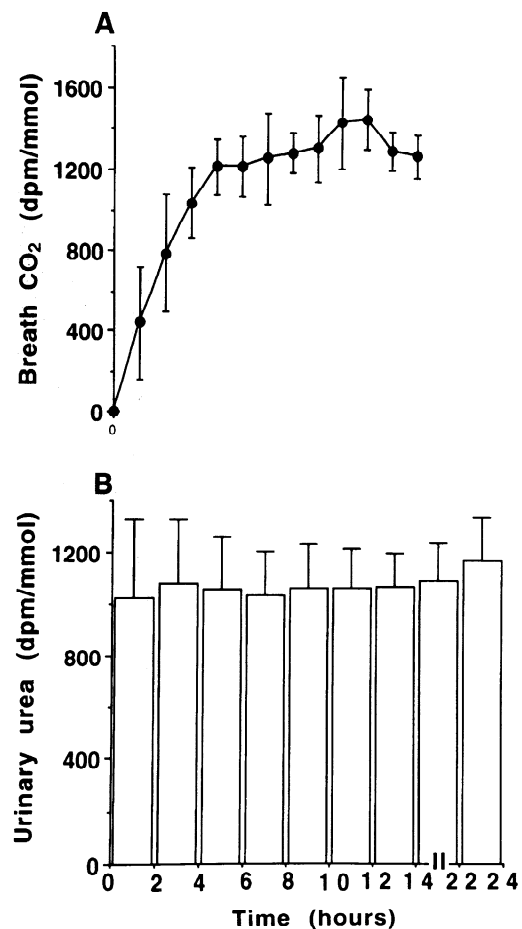 A
Breath CO2 (dpm/mmol)
1600
1200
800
400
0
0
B
Urinary urea (dpm/mmol)
1200
800
400
0
0 2 4 6 8 10 12 14 22 24
Time (hours)